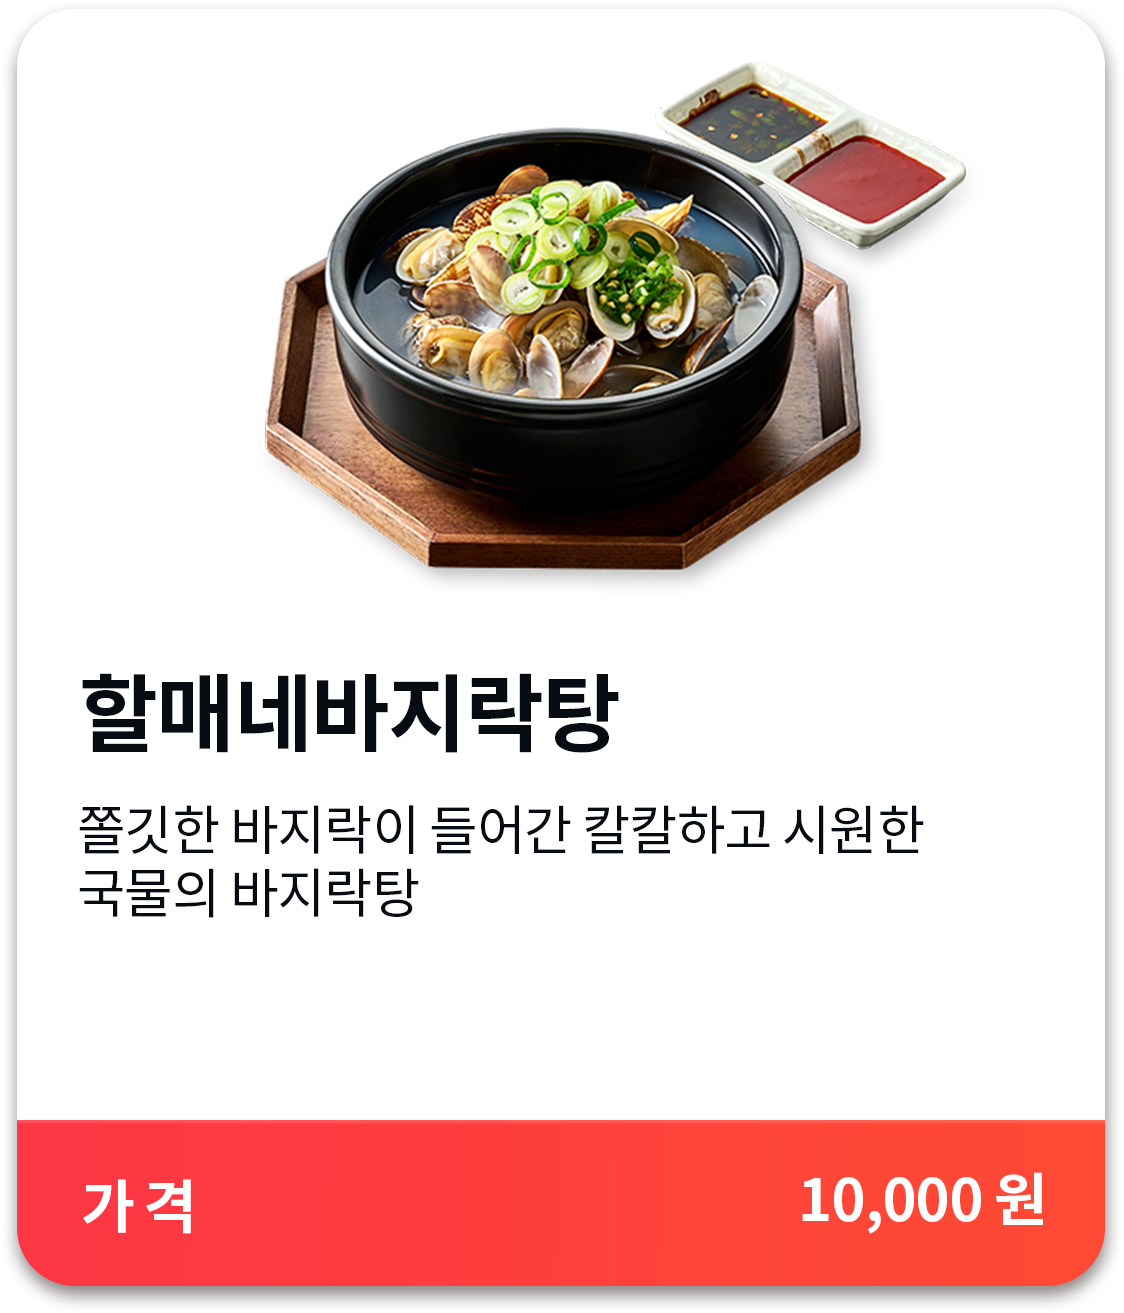 할매네바지락탕
쫄깃한 바지락이 들어간 칼칼하고 시원한
국물의 바지락탕
가 격
10,000 원